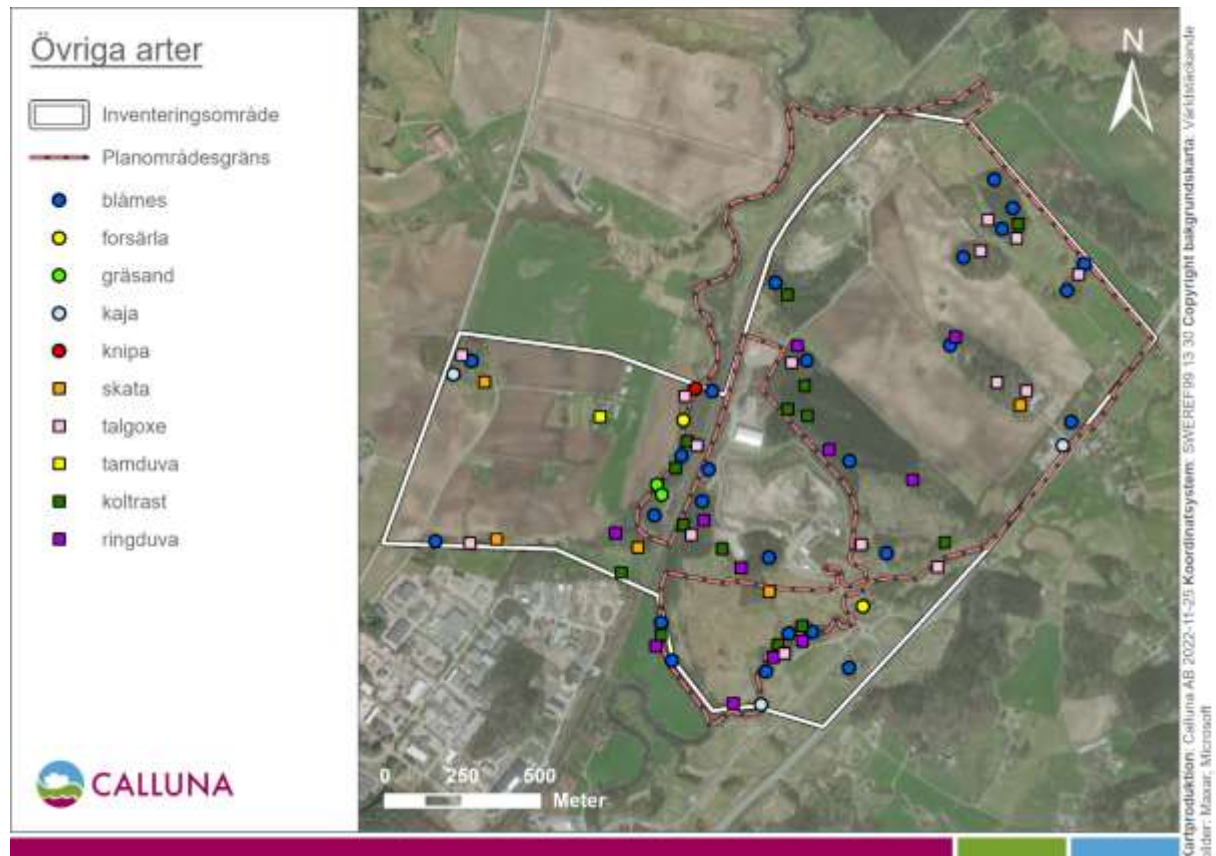 Övriga arter
Inventeringsområde
Planområdesgräns
blåmes
forsärla
gräsand
kaja
knipa
skata
talgoxe
tamduva
koltrast
ringduva
CALLUNA
N
0 250 500
Meter
Kartproduktion: Calluna AB 2022-11-25 Koordinatsystem: SWEREF99 13 30 Copyright bakgrundskarta: Världstäckande
bilder: Maxar, Microsoft